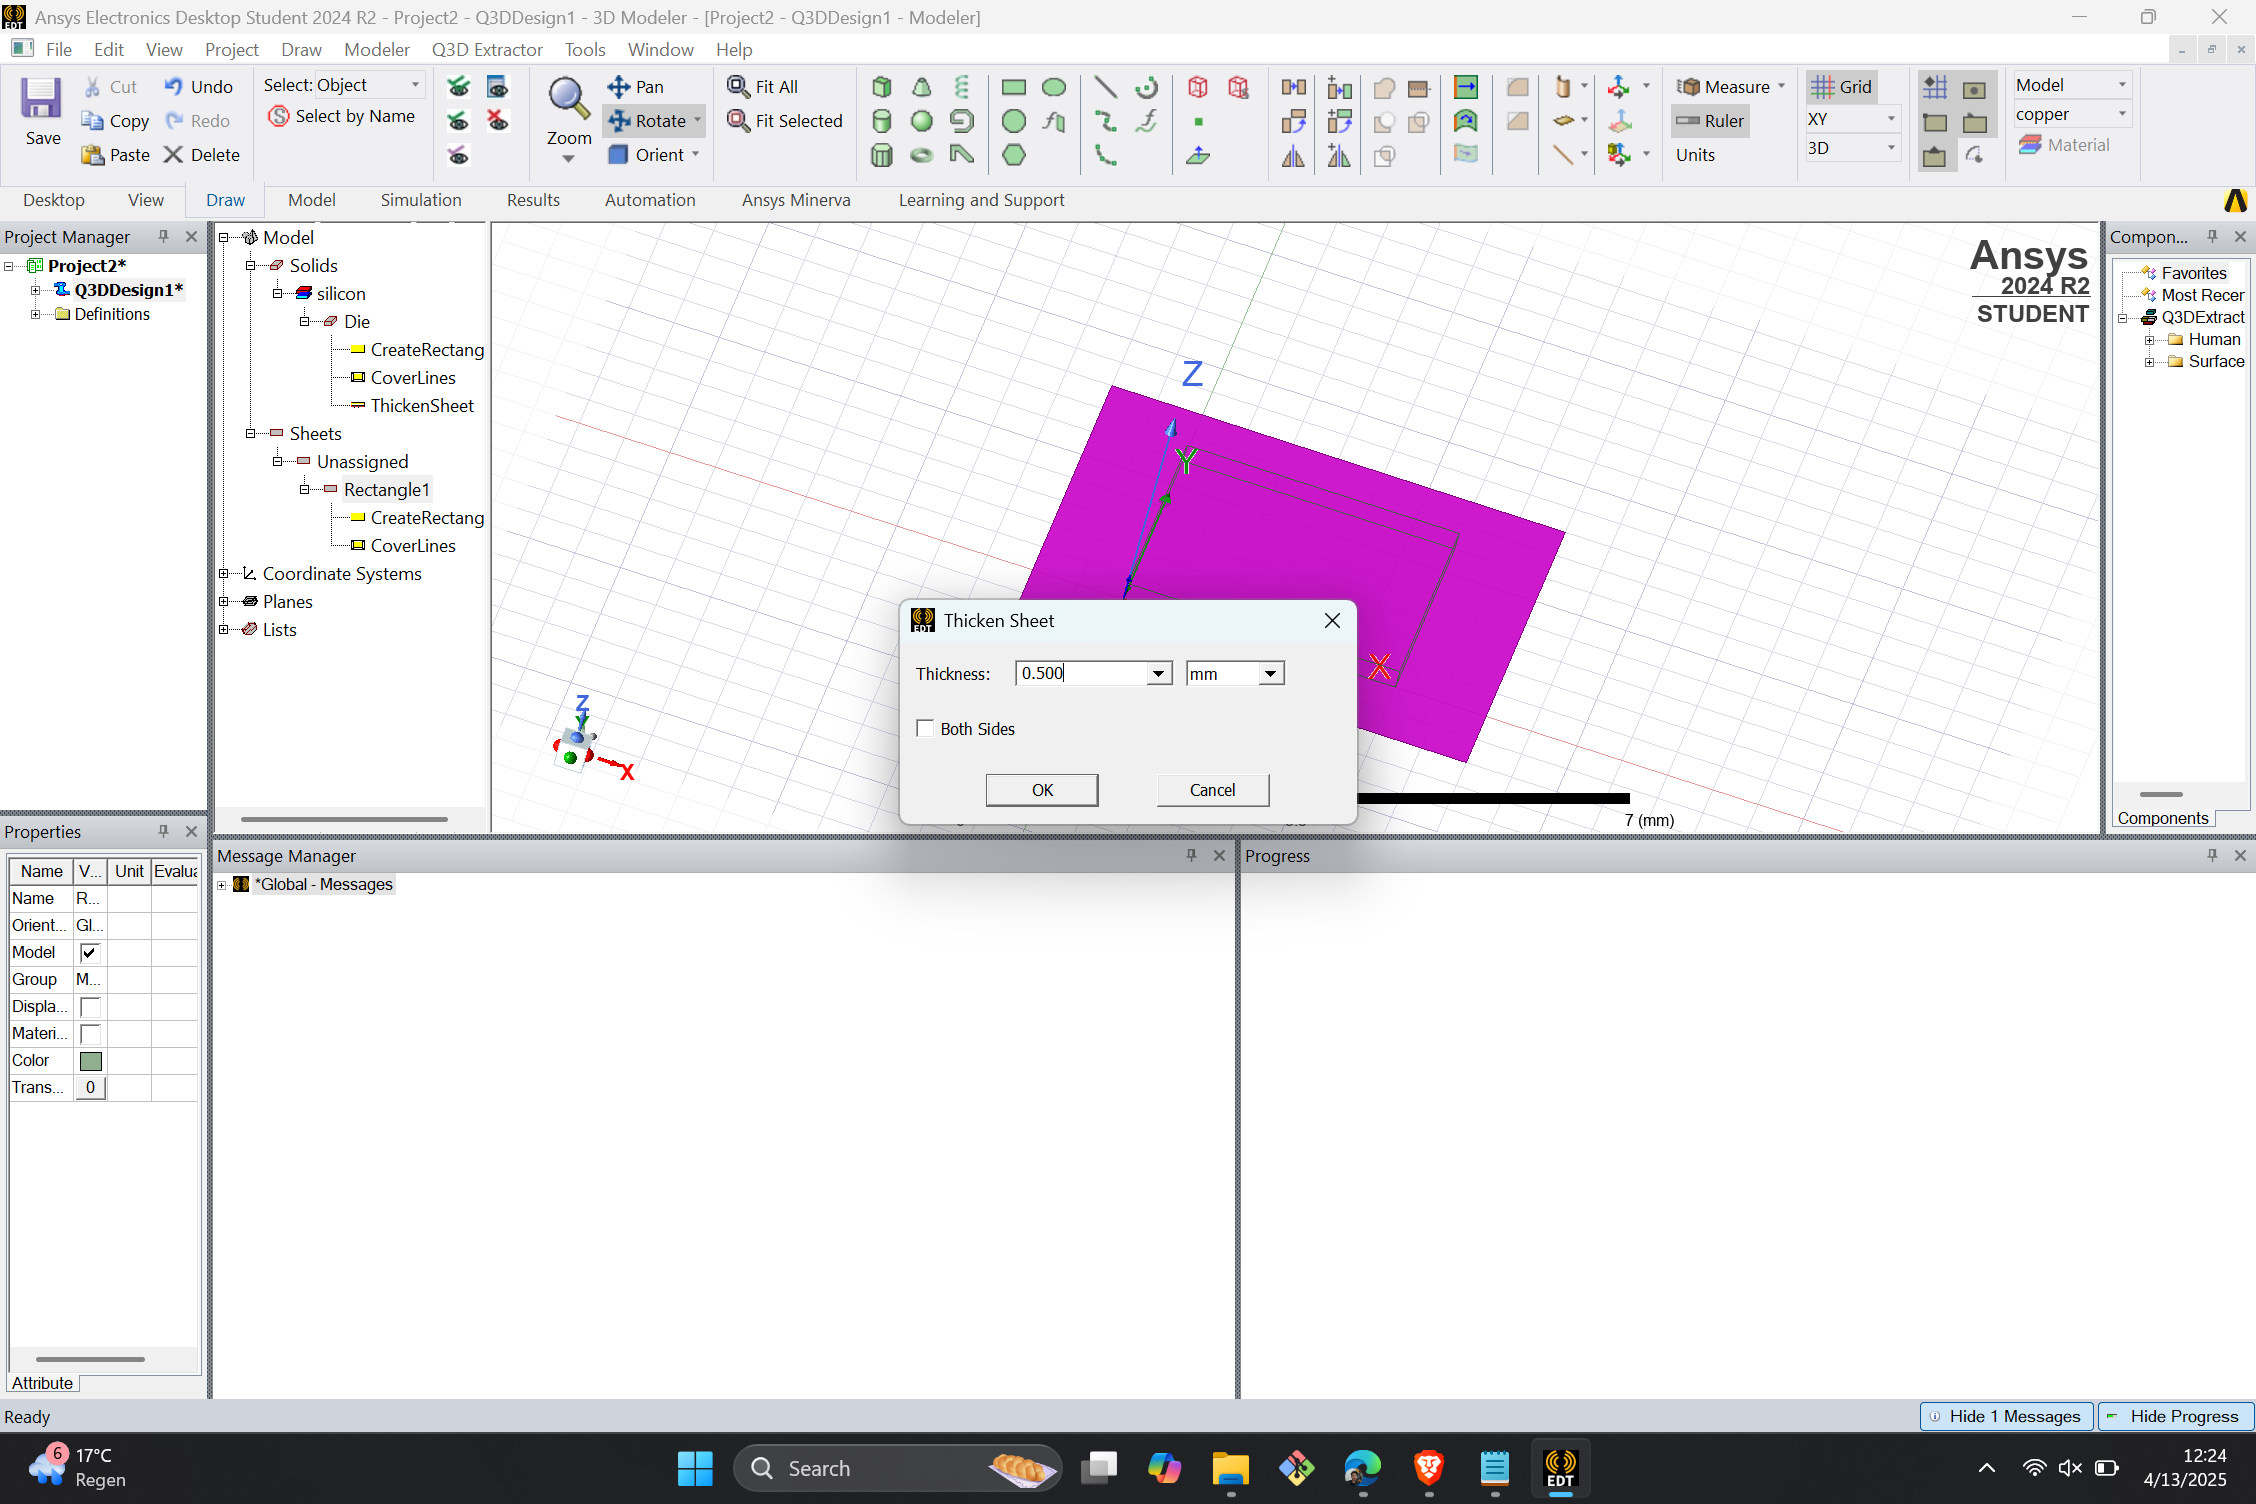 Ansys Electronics Desktop Student 2024 R2 - Project2 - Q3DDesign1 - 3D Modeler - [Project2 - Q3DDesign1 - Modeler]
File Edit View Project Draw Modeler Q3D Extractor Tools Window Help
Save
Cut
Copy
Paste
Undo
Redo
Delete
Select: Object
Select by Name
Zoom
Pan
Rotate
Orient
Fit All
Fit Selected
Measure
Ruler
Units
Grid
XY
3D
Model
copper
Material
Desktop View Draw Model Simulation Results Automation Ansys Minerva Learning and Support
Project Manager
Project2*
Q3DDesign1*
Definitions
Model
Solids
silicon
Die
CreateRectang
CoverLines
ThickenSheet
Sheets
Unassigned
Rectangle1
CreateRectang
CoverLines
Coordinate Systems
Planes
Lists
Ansys
2024 R2
STUDENT
Z
Y
X
Z
Y
X
7 (mm)
Thicken Sheet
Thickness: 0.500 mm
Both Sides
OK Cancel
Compon...
Favorites
Most Recer
Q3DExtract
Human
Surface
Components
Properties
Name V... Unit Evalua
Name R...
Orient... Gl...
Model
Group M...
Displa...
Materi...
Color
Trans... 0
Attribute
Message Manager
*Global - Messages
Progress
Ready
Hide 1 Messages
Hide Progress
6
17°C
Regen
Search
EDT
12:24
4/13/2025